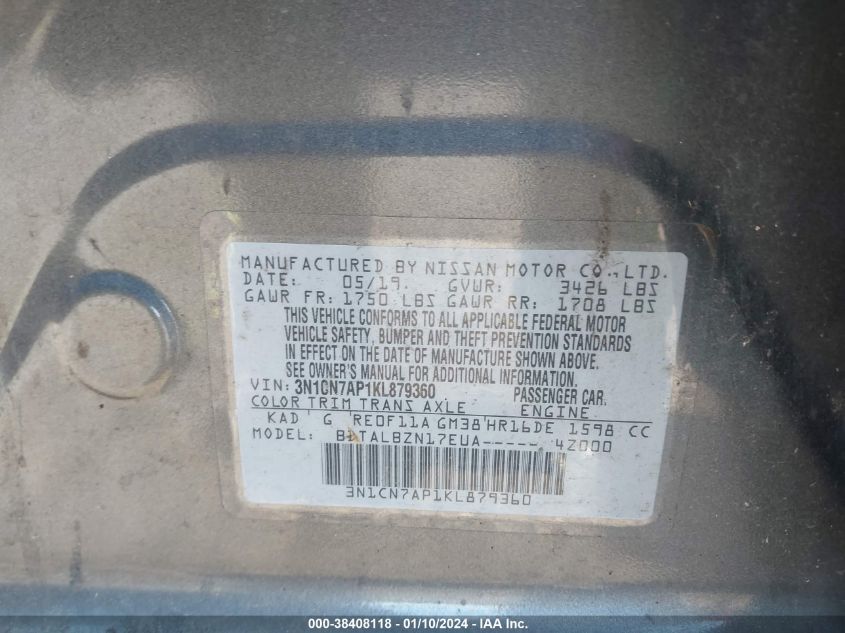 MANUFACTURED BY NISSAN MOTOR CO., LTD.
DATE: 05/19. GVWR: 3426 LBS
GAWR FR: 1750 LBS GAWR RR: 1708 LBS
THIS VEHICLE CONFORMS TO ALL APPLICABLE FEDERAL MOTOR
VEHICLE SAFETY, BUMPER AND THEFT PREVENTION STANDARDS
IN EFFECT ON THE DATE OF MANUFACTURE SHOWN ABOVE.
SEE OWNER'S MANUAL FOR ADDITIONAL INFORMATION.
VIN: 3N1CN7AP1KL879360 PASSENGER CAR.
COLOR TRIM TRANS AXLE ENGINE
KAD G RE0F11A GM38 HR16DE 1598 CC
MODEL: BDTALBZN17EUA----- 42000
3N1CN7AP1KL879360
000-38408118 - 01/10/2024 - © IAA Inc.